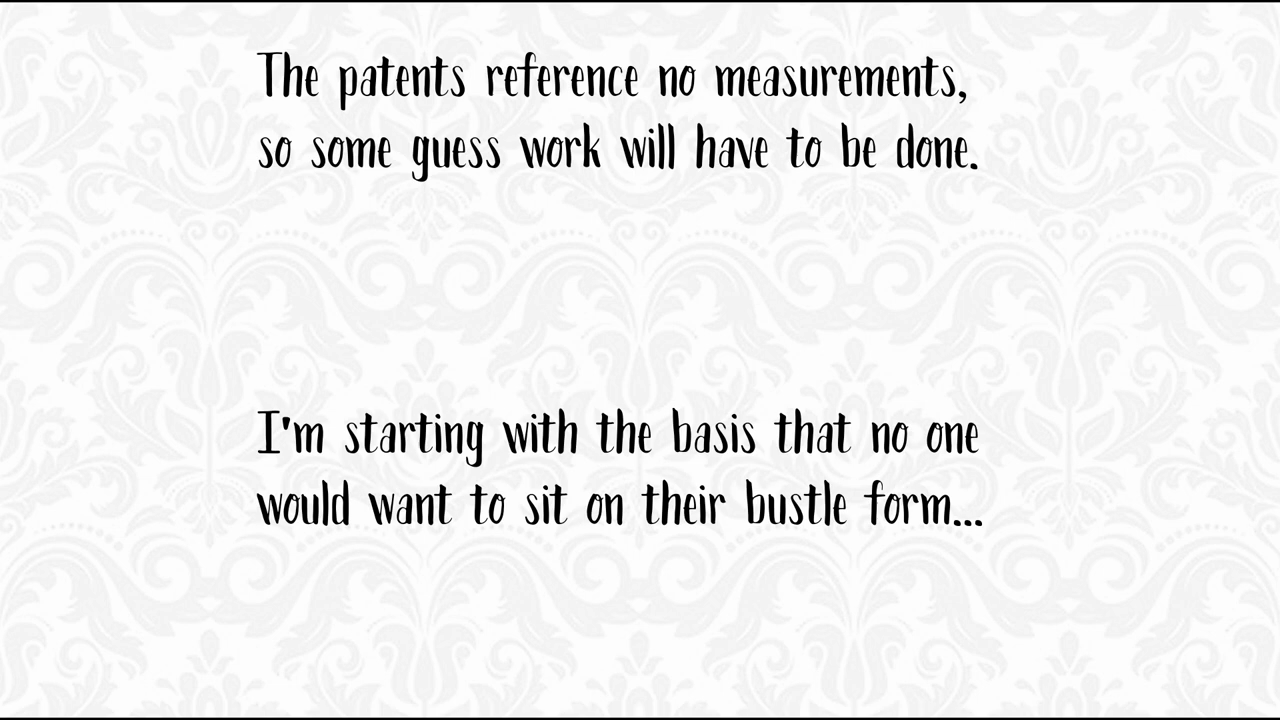 The patents reference no measurements,
so some guess work will have to be done.
I'm starting with the basis that no one
would want to sit on their bustle form...